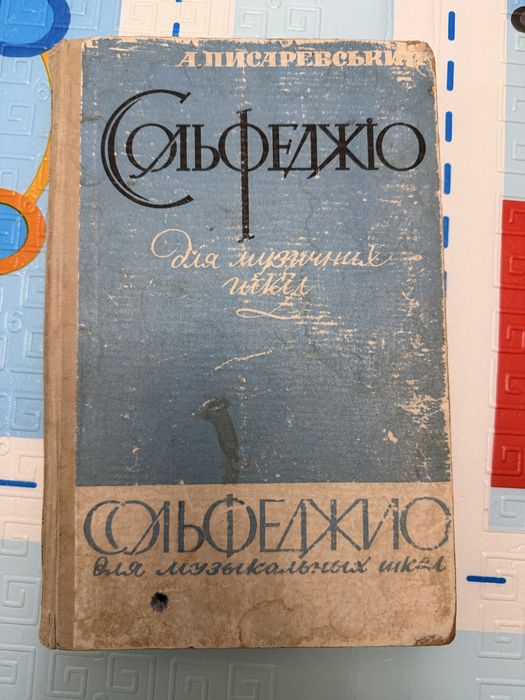 А. ПИСАРЕВСЬКИЙ
СОЛЬФЕДЖІО
для музичних
шкіл
СОЛЬФЕДЖИО
для музыкальных школ